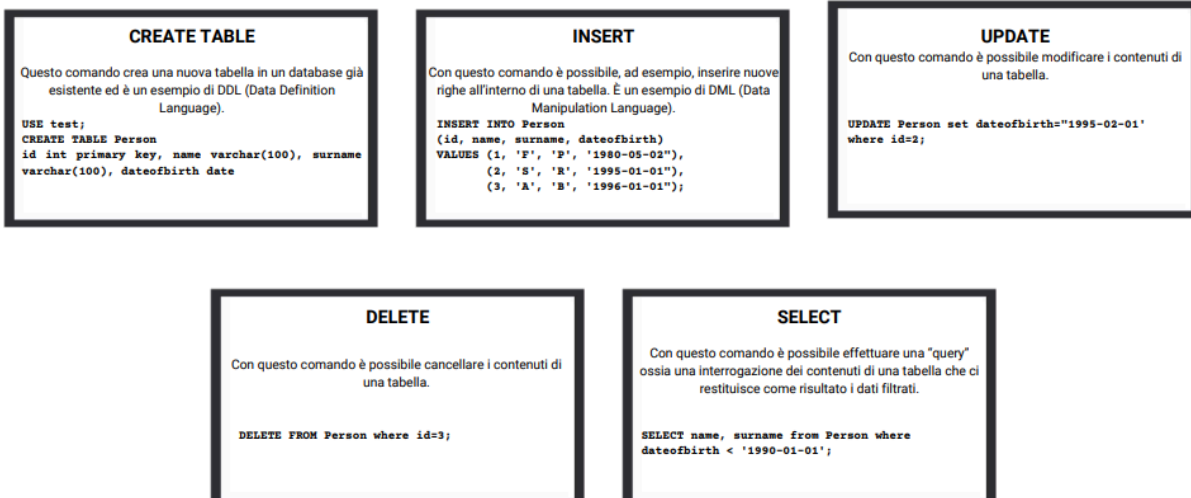 CREATE TABLE
Questo comando crea una nuova tabella in un database già
esistente ed è un esempio di DDL (Data Definition
Language).
USE test;
CREATE TABLE Person
id int primary key, name varchar(100), surname
varchar(100), dateofbirth date
INSERT
Con questo comando è possibile, ad esempio, inserire nuove
righe all'interno di una tabella. È un esempio di DML (Data
Manipulation Language).
INSERT INTO Person
(id, name, surname, dateofbirth)
VALUES (1, 'F', 'P', '1980-05-02"),
(2, 'S', 'R', '1995-01-01"),
(3, 'A', 'B', '1996-01-01");
UPDATE
Con questo comando è possibile modificare i contenuti di
una tabella.
UPDATE Person set dateofbirth="1995-02-01'
where id=2;
DELETE
Con questo comando è possibile cancellare i contenuti di
una tabella.
DELETE FROM Person where id=3;
SELECT
Con questo comando è possibile effettuare una “query”
ossia una interrogazione dei contenuti di una tabella che ci
restituisce come risultato i dati filtrati.
SELECT name, surname from Person where
dateofbirth < '1990-01-01';